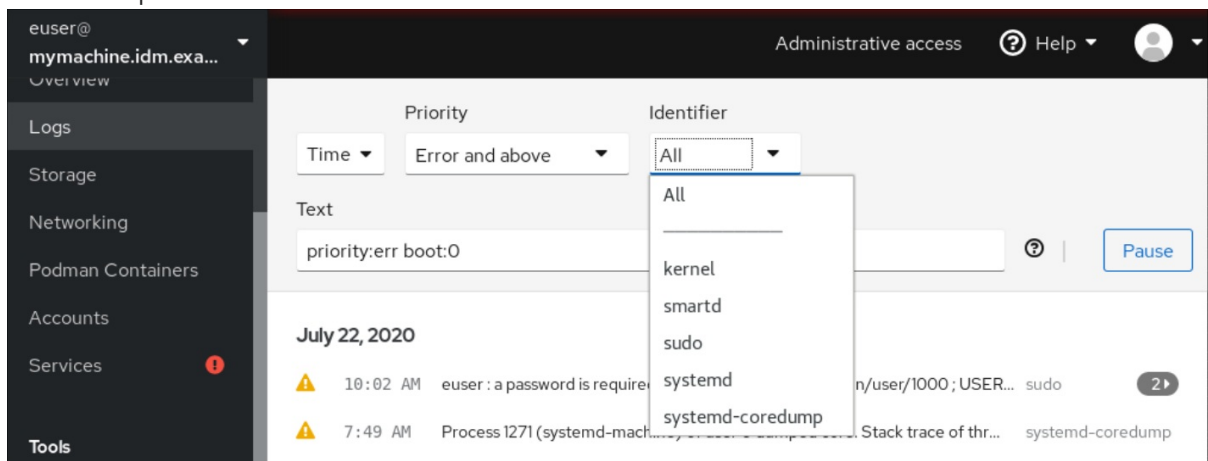 euser@
mymachine.idm.exa...
Administrative access
Help
Overview
Logs
Storage
Networking
Podman Containers
Accounts
Services
Tools
Priority
Identifier
Time
Error and above
All
All
kernel
smartd
sudo
systemd
systemd-coredump
Text
priority:err boot:0
Pause
July 22, 2020
10:02 AM euser : a password is require n/user/1000 ; USER... sudo 2
7:49 AM Process 1271 (systemd-mach Stack trace of thr... systemd-coredump